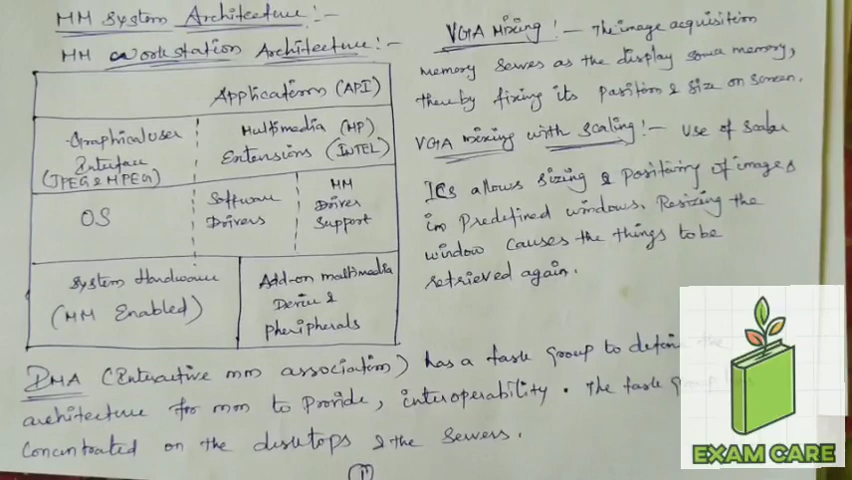 MM System Architecture :-
MM Workstation Architecture :-
Applications (API)
Graphical user
Interface
(JPEG & MPEG)
Multimedia (MP)
Extensions (INTEL)
OS
Software
Drivers
MM
Driver
Support
System Hardware
(MM Enabled)
Add-on multimedia
Device &
Pheripherals
VGA Mixing :- The image acquisition
memory serves as the display source memory,
thereby fixing its position & size on screen.
VGA mixing with scaling :- Use of scalar
ICs allows sizing & positioning of images
in predefined windows. Resizing the
window causes the things to be
retrieved again.
IMA (Interactive mm association) has a task group to define the
architecture for mm to provide, interoperability. The task group
concentrated on the desktops & the servers.
1
EXAM CARE